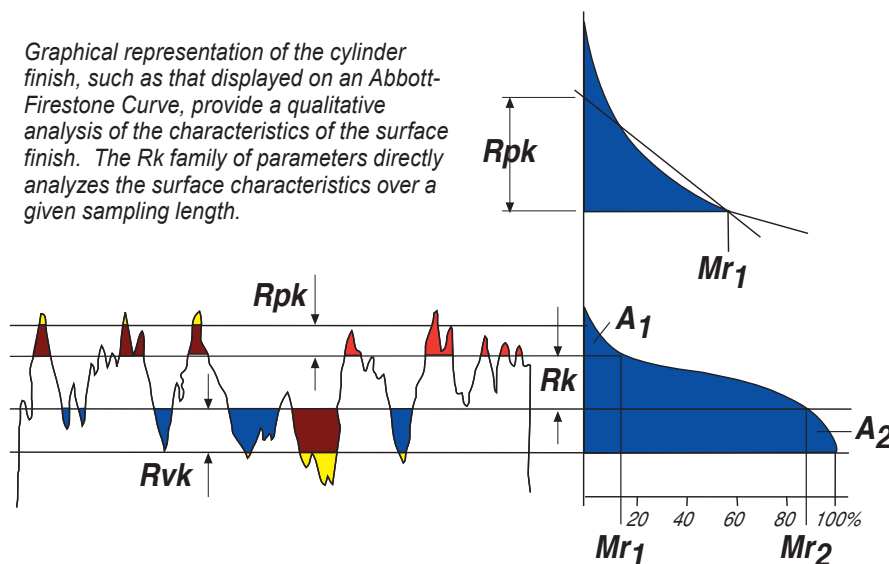 Graphical representation of the cylinder
finish, such as that displayed on an Abbott-
Firestone Curve, provide a qualitative
analysis of the characteristics of the surface
finish. The Rk family of parameters directly
analyzes the surface characteristics over a
given sampling length.
Rpk
Mr1
Rpk
A1
Rk
A2
Rvk
20 40 60 80 100%
Mr1 Mr2